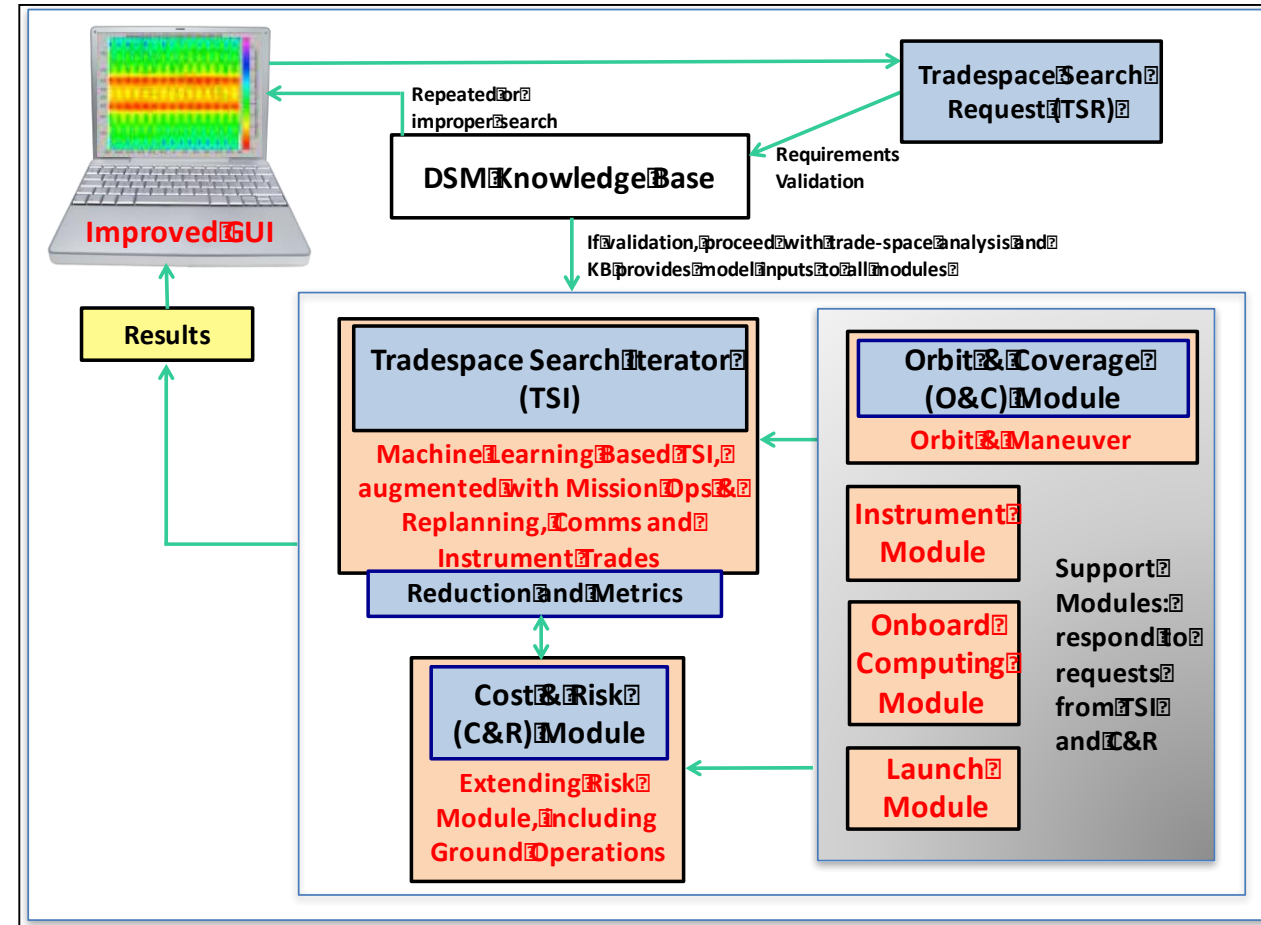 Tradespace Search
Request (TSR)
Repeated or
improper search
Requirements
Validation
DSM Knowledge Base
Improved GUI
If validation, proceed with trade-space analysis and
KB provides model inputs to all modules
Results
Tradespace Search Iterator
(TSI)
Machine Learning Based TSI,
augmented with Mission Ops &
Replanning, Comms and
Instrument Trades
Reduction and Metrics
Cost & Risk
(C&R) Module
Extending Risk
Module, including
Ground Operations
Orbit & Coverage
(O&C) Module
Orbit & Maneuver
Instrument
Module
Onboard
Computing
Module
Launch
Module
Support
Modules:
respond to
requests
from TSI
and C&R